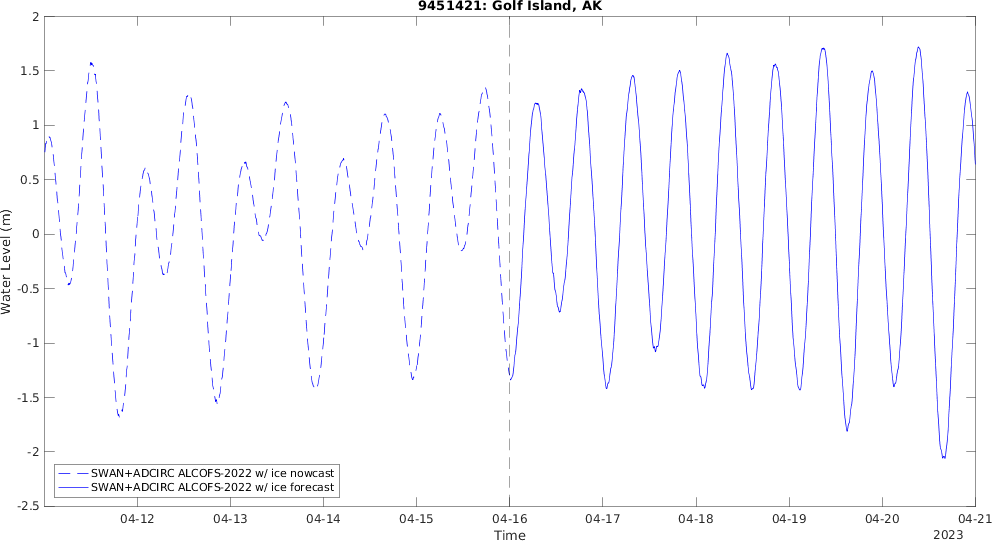 9451421: Golf Island, AK
2
1.5
1
0.5
0
-0.5
-1
-1.5
-2
-2.5
Water Level (m)
SWAN+ADCIRC ALCOFS-2022 w/ ice nowcast
SWAN+ADCIRC ALCOFS-2022 w/ ice forecast
04-12 04-13 04-14 04-15 04-16 04-17 04-18 04-19 04-20 04-21
Time
2023